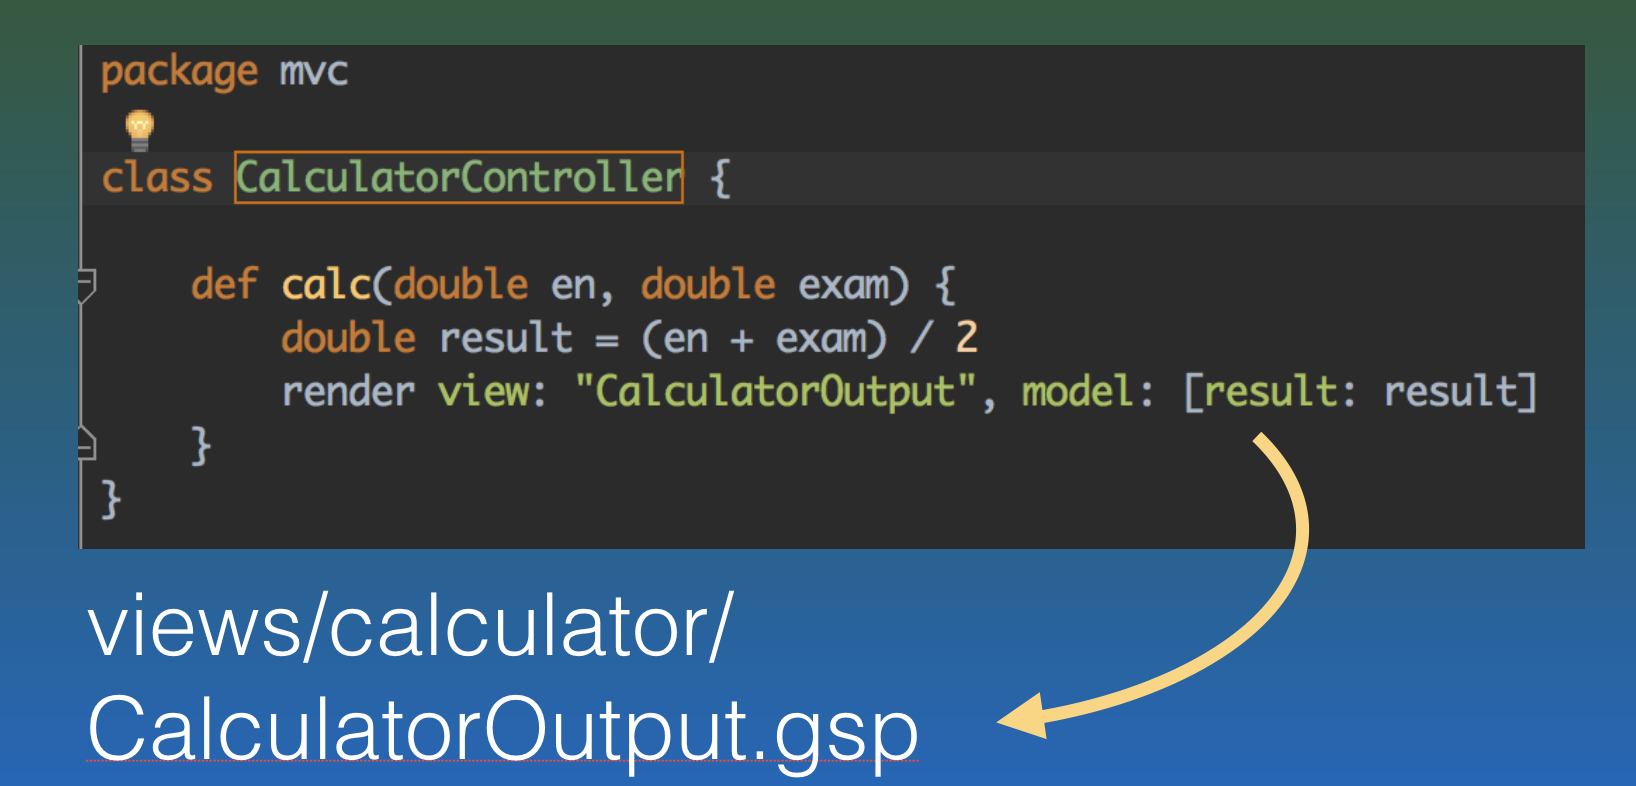 package mvc
class CalculatorController {
def calc(double en, double exam) {
double result = (en + exam) / 2
render view: "CalculatorOutput", model: [result: result]
}
}
views/calculator/
CalculatorOutput.gsp